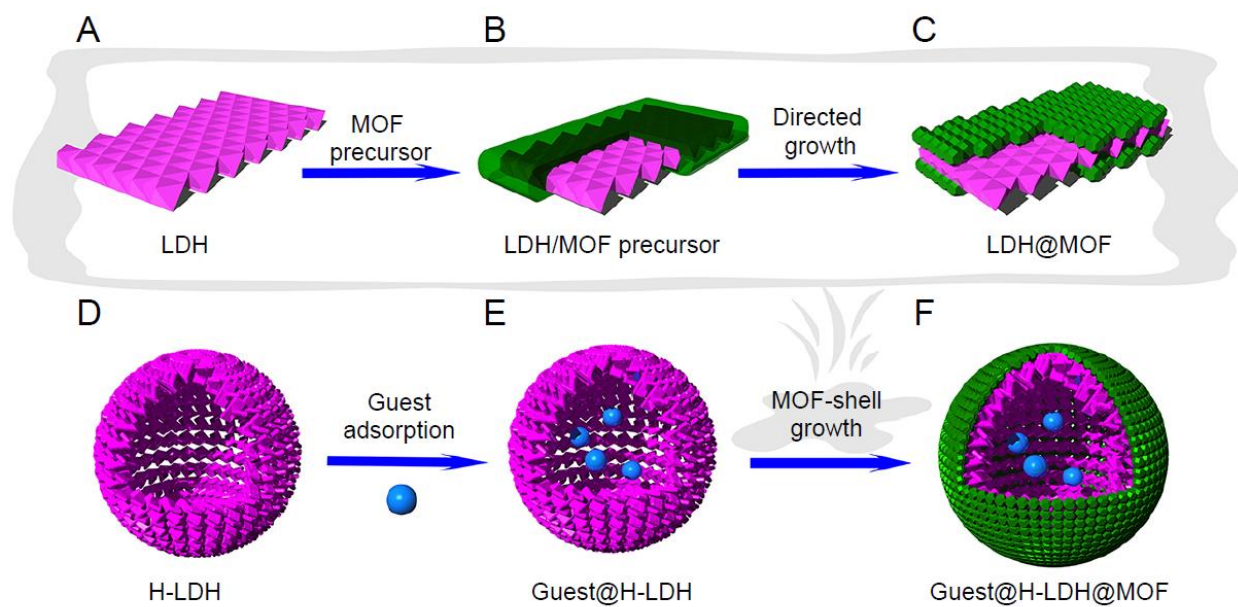 A
B
C
MOF
precursor
Directed
growth
LDH
LDH/MOF precursor
LDH@MOF
D
E
F
Guest
adsorption
MOF-shell
growth
H-LDH
Guest@H-LDH
Guest@H-LDH@MOF